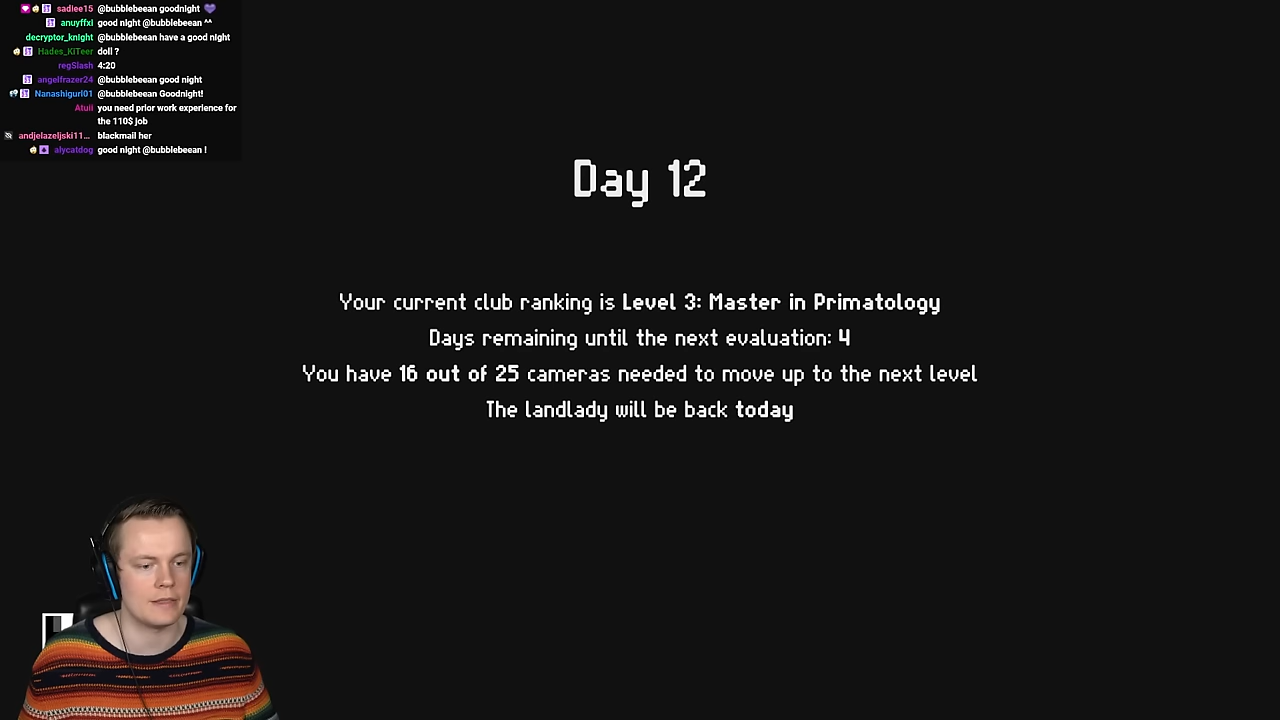 sadlee15 @bubblebeean goodnight
anuyffxi good night @bubblebeean ^^
decryptor_knight @bubblebeean have a good night
Hades_KiTeer doll ?
regSlash 4:20
angelfrazer24 @bubblebeean good night
Nanashigurl01 @bubblebeean Goodnight!
Atuii you need prior work experience for
the 110$ job
andjelazeljski11... blackmail her
alycatdog good night @bubblebeean !
Day 12
Your current club ranking is Level 3: Master in Primatology
Days remaining until the next evaluation: 4
You have 16 out of 25 cameras needed to move up to the next level
The landlady will be back today